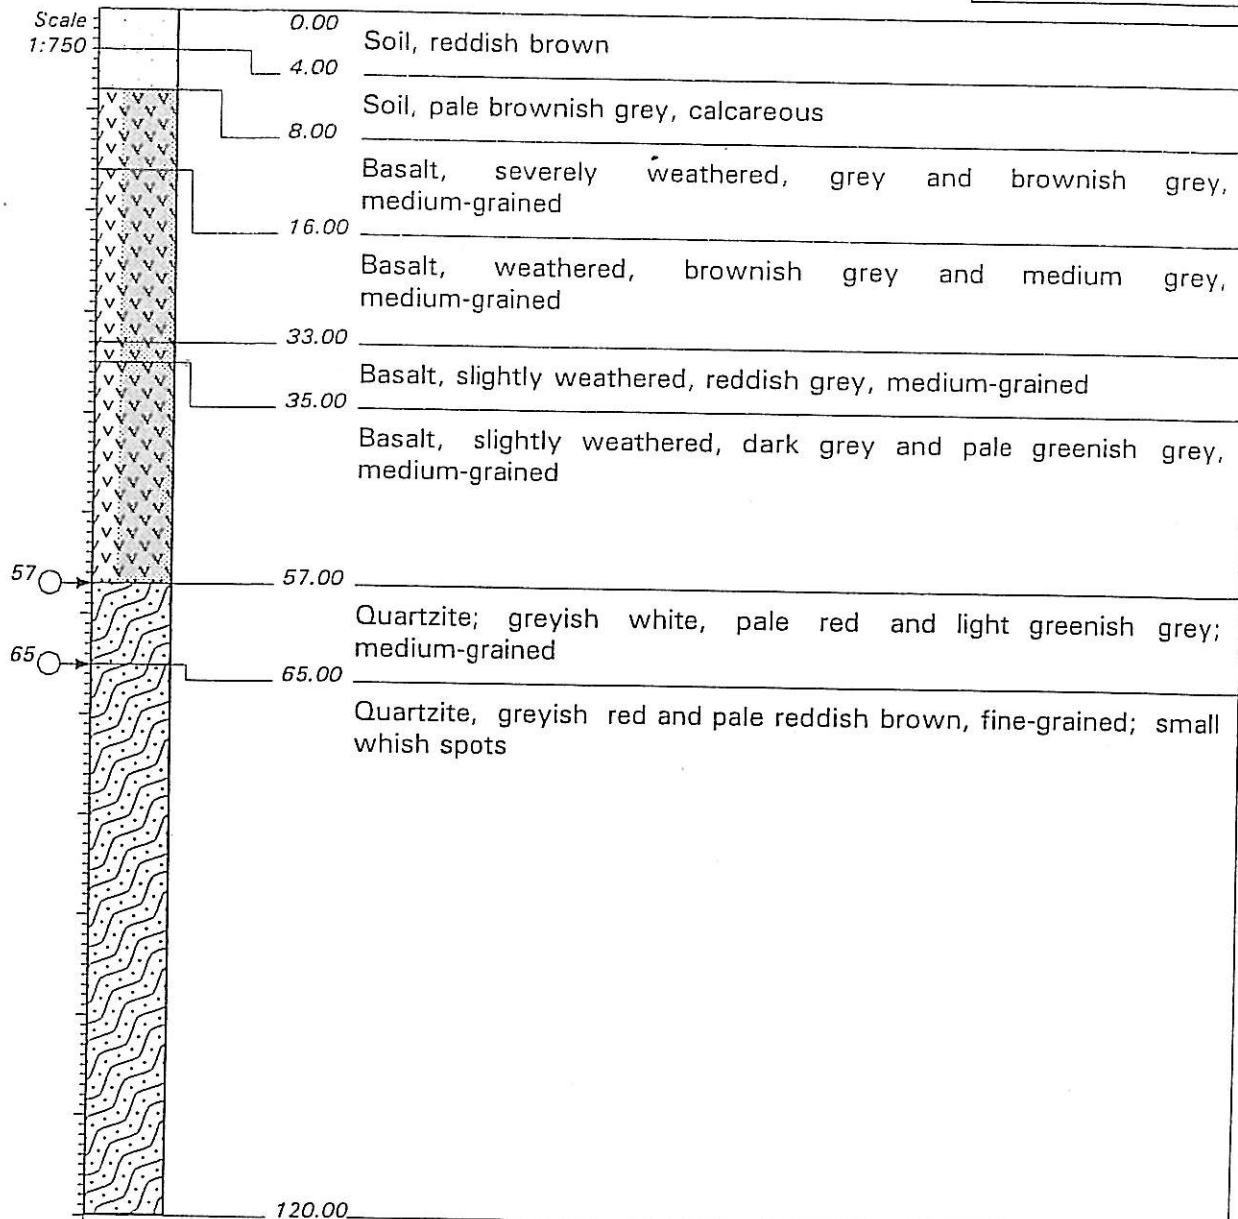 Scale
1:750
0.00
Soil, reddish brown
4.00
Soil, pale brownish grey, calcareous
8.00
Basalt, severely weathered, grey and brownish grey,
medium-grained
16.00
Basalt, weathered, brownish grey and medium grey,
medium-grained
33.00
Basalt, slightly weathered, reddish grey, medium-grained
35.00
Basalt, slightly weathered, dark grey and pale greenish grey,
medium-grained
57
57.00
Quartzite; greyish white, pale red and light greenish grey;
medium-grained
65
65.00
Quartzite, greyish red and pale reddish brown, fine-grained; small
whish spots
120.00